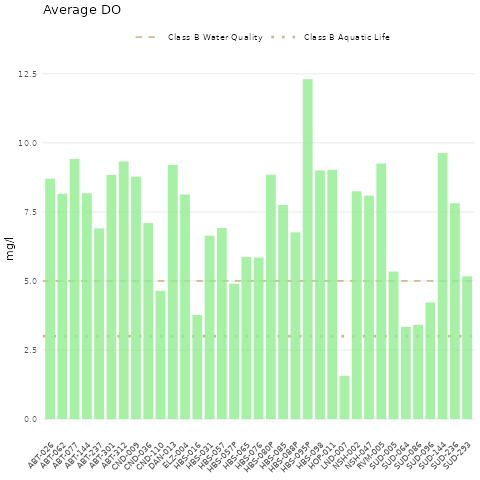 Average DO
Class B Water Quality
Class B Aquatic Life
12.5
10.0
7.5
5.0
2.5
0.0
mg/l
ABT-026
ABT-062
ABT-077
ABT-144
ABT-237
ABT-301
ABT-312
CND-009
CND-036
CND-110
DAN-013
ELZ-004
HBS-016
HBS-031
HBS-057
HBS-057P
HBS-065
HBS-076
HBS-080P
HBS-085
HBS-088P
HBS-095P
HBS-098
HOP-011
LND-007
NSH-002
NSH-047
RVM-005
SUD-005
SUD-064
SUD-086
SUD-096
SUD-144
SUD-236
SUD-293